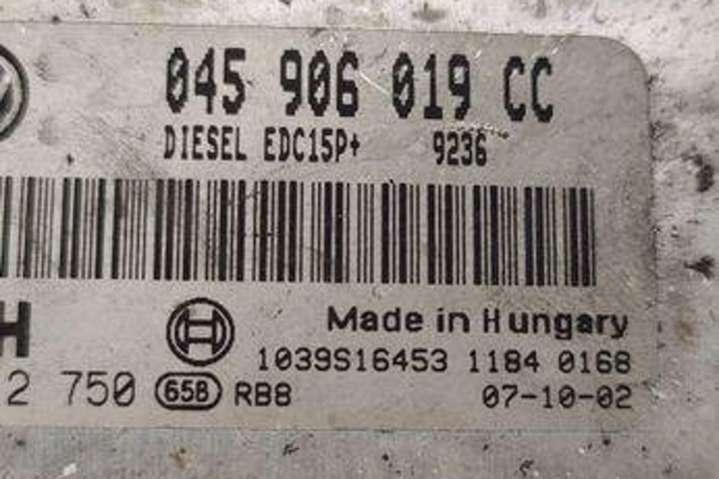 045 906 019 CC
DIESEL EDC15P+ 9236
H
Made in Hungary
1039S16453 1184 0168
2 750 65B RB8
07-10-02